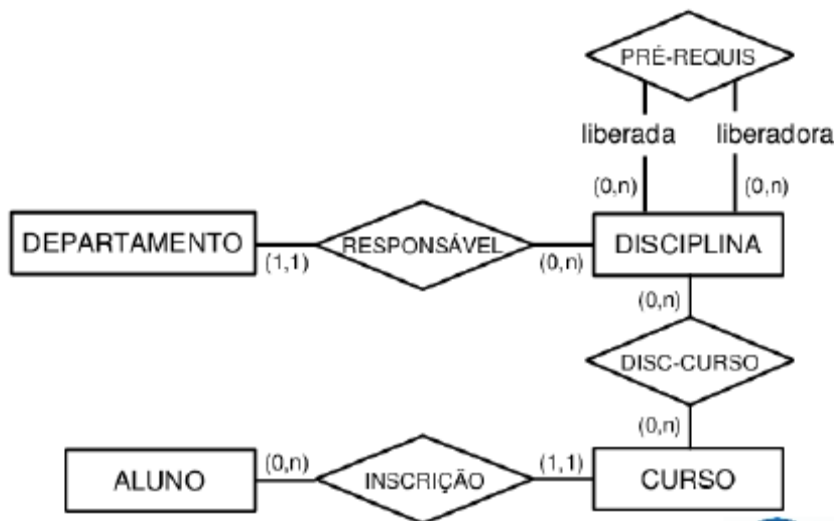 PRÉ-REQUIS
liberada liberadora
(0,n) (0,n)
DEPARTAMENTO (1,1) RESPONSÁVEL (0,n) DISCIPLINA
(0,n)
DISC-CURSO
(0,n)
ALUNO (0,n) INSCRIÇÃO (1,1) CURSO